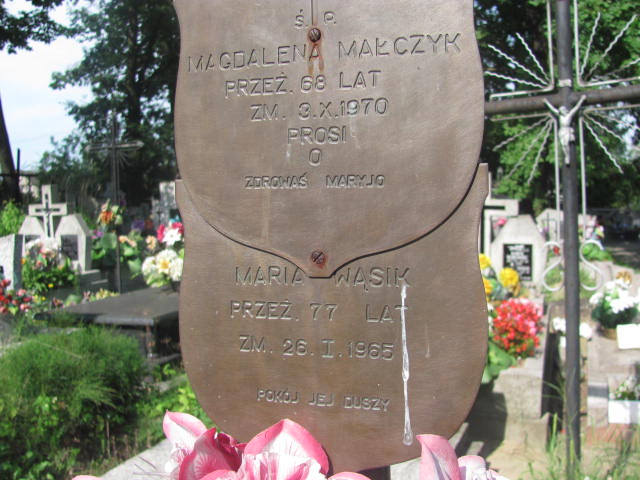 Ś. P.
MAGDALENA MAŁCZYK
PRZEŻ. 68 LAT
ZM. 3.X.1970
PROSI
O
ZDROWAŚ MARYJO
MARIA WĄSIK
PRZEŻ. 77 LAT
ZM. 26.I.1965
POKÓJ JEJ DUSZY